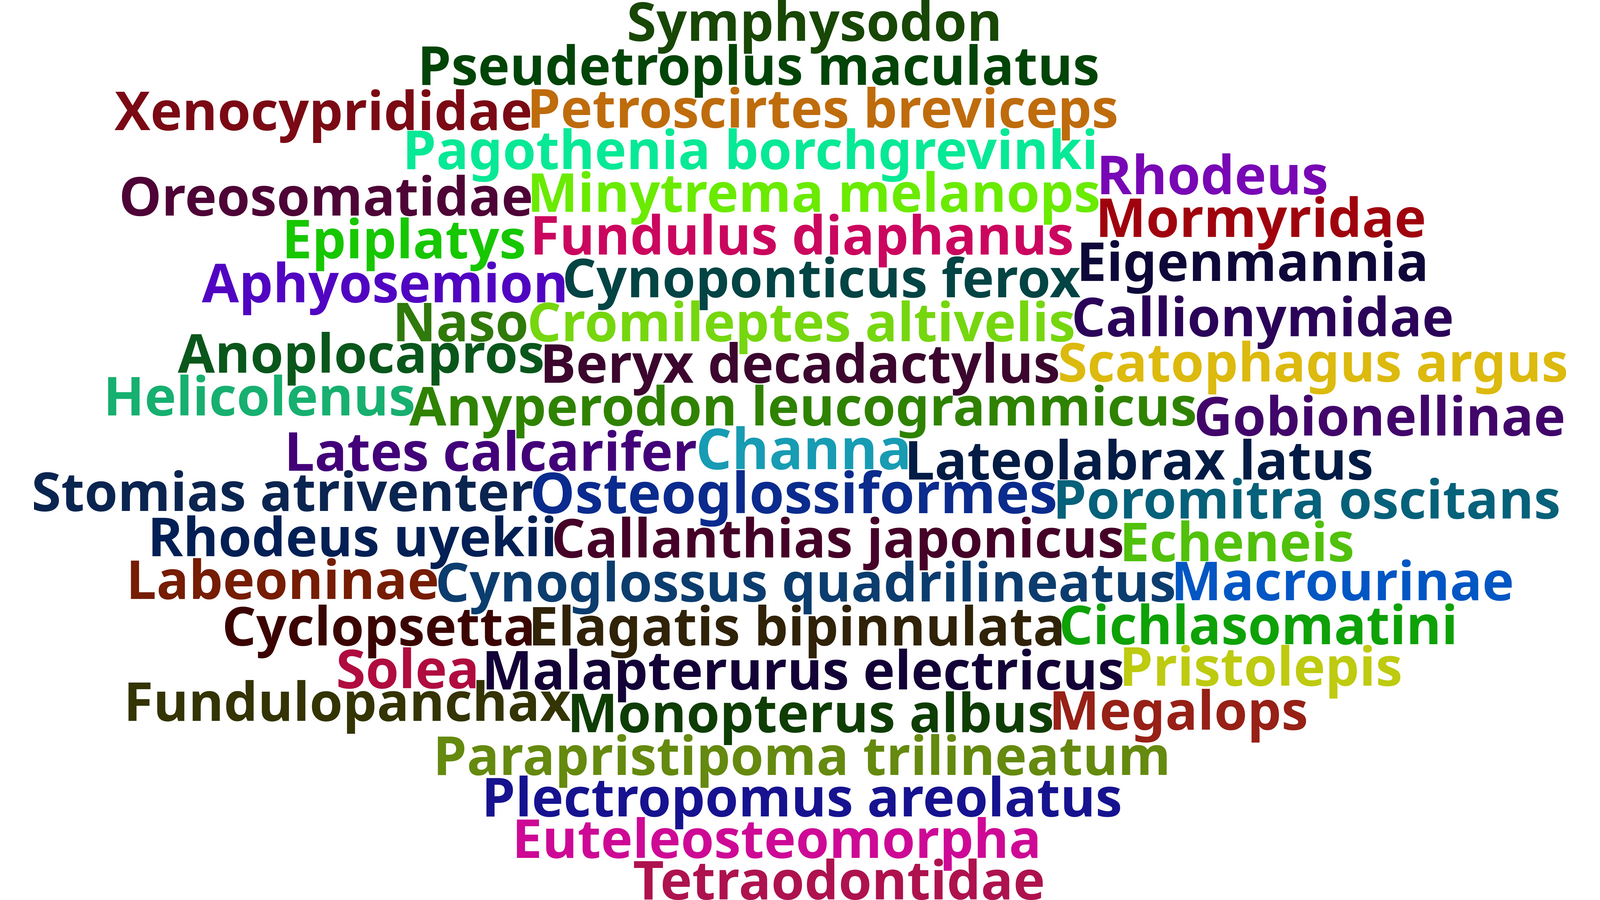 Symphysodon
Pseudetroplus maculatus
Xenocyprididae Petroscirtes breviceps
Pagothenia borchgrevinki Rhodeus
Oreosomatidae Minytrema melanops Mormyridae
Epiplatys Fundulus diaphanus Eigenmannia
Aphyosemion Cynoponticus ferox
Naso Cromileptes altivelis Callionymidae
Anoplocapros Beryx decadactylus Scatophagus argus
Helicolenus Anyperodon leucogrammicus Gobionellinae
Lates calcarifer Channa Lateolabrax latus
Stomias atriventer Osteoglossiformes Poromitra oscitans
Rhodeus uyekii Callanthias japonicus Echeneis
Labeoninae Cynoglossus quadrilineatus Macrourinae
Cyclopsetta Elagatis bipinnulata Cichlasomatini
Solea Malapterurus electricus Pristolepis
Fundulopanchax Monopterus albus Megalops
Parapristipoma trilineatum
Plectropomus areolatus
Euteleosteomorpha
Tetraodontidae